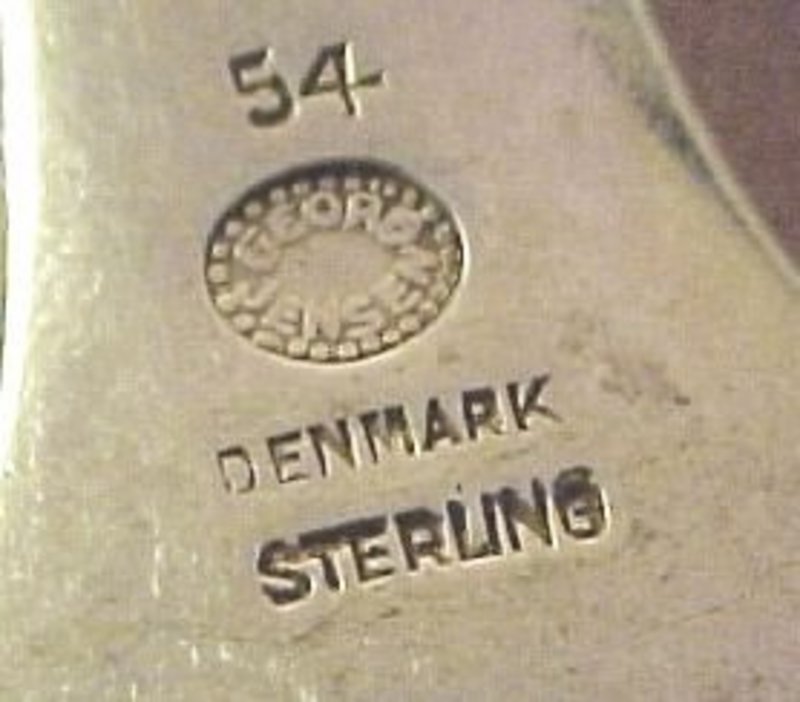 54
GEORG
JENSEN
DENMARK
STERLING